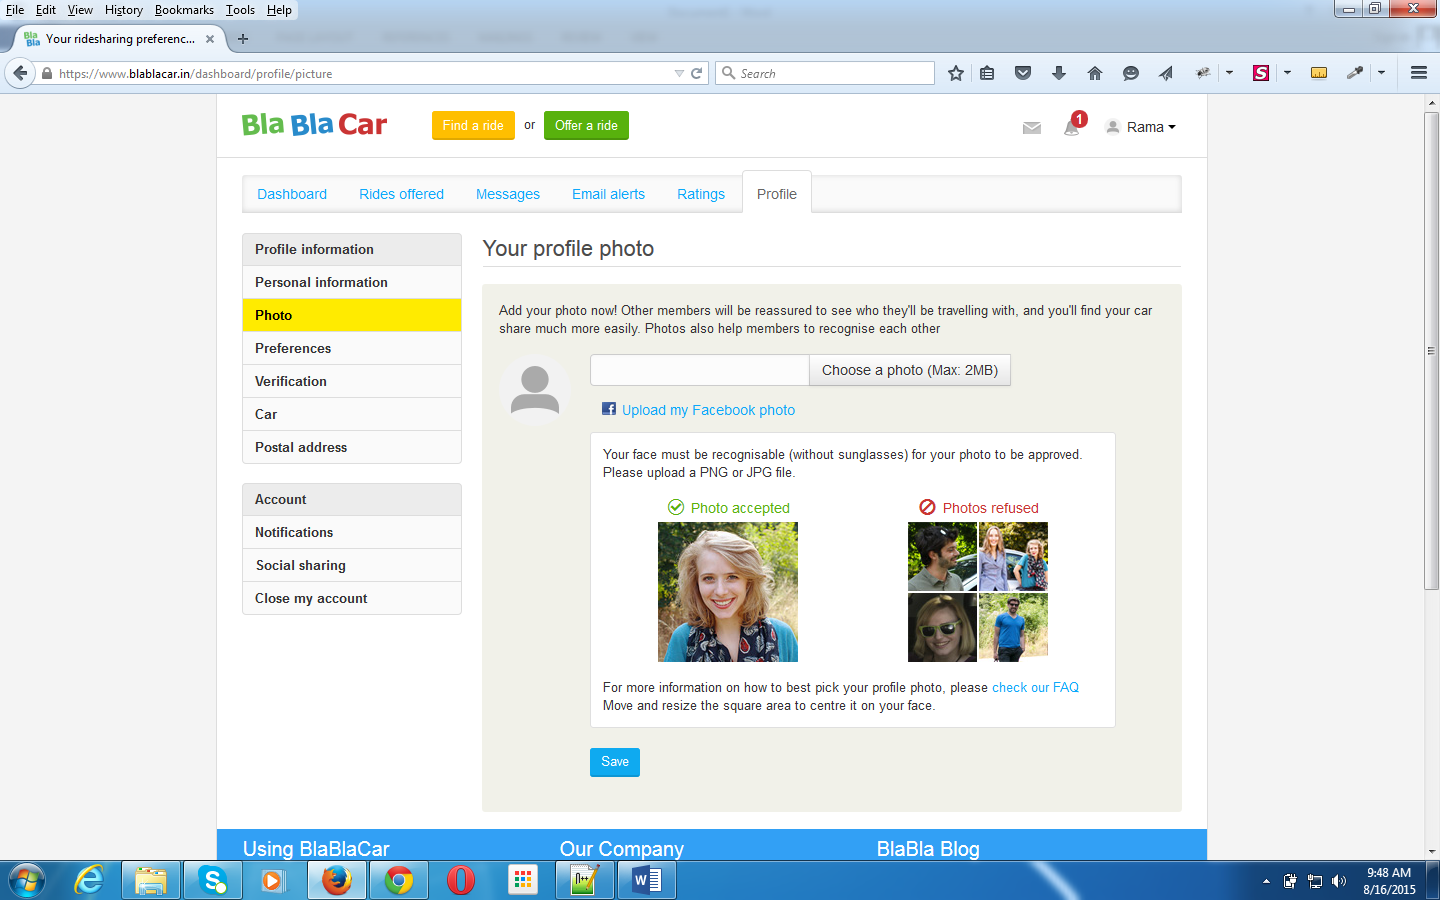 File Edit View History Bookmarks Tools Help
Your ridesharing preferenc...
https://www.blablacar.in/dashboard/profile/picture
Search
Bla Bla Car
Find a ride or Offer a ride
1
Rama
Dashboard Rides offered Messages Email alerts Ratings Profile
Profile information
Personal information
Photo
Preferences
Verification
Car
Postal address
Account
Notifications
Social sharing
Close my account
Your profile photo
Add your photo now! Other members will be reassured to see who they'll be travelling with, and you'll find your car
share much more easily. Photos also help members to recognise each other
Choose a photo (Max: 2MB)
Upload my Facebook photo
Your face must be recognisable (without sunglasses) for your photo to be approved.
Please upload a PNG or JPG file.
Photo accepted
Photos refused
For more information on how to best pick your profile photo, please check our FAQ
Move and resize the square area to centre it on your face.
Save
Using BlaBlaCar
Our Company
BlaBla Blog
9:48 AM
8/16/2015